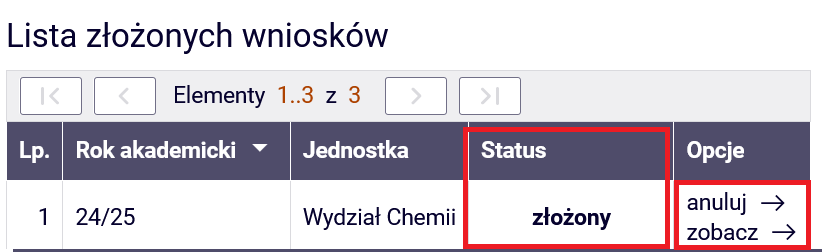 Lista złożonych wniosków
Elementy 1..3 z 3
Lp. Rok akademicki Jednostka Status Opcje
1 24/25 Wydział Chemii złożony anuluj →
zobacz →